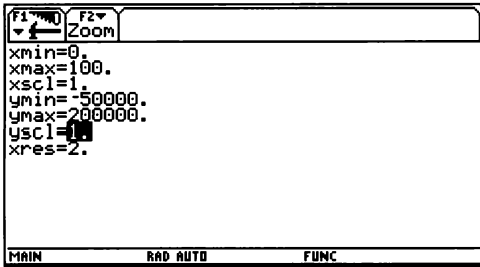 F1 F2
Zoom
xmin=0.
xmax=100.
xscl=1.
ymin=-50000.
ymax=200000.
yscl=1.
xres=2.
MAIN RAD AUTO FUNC